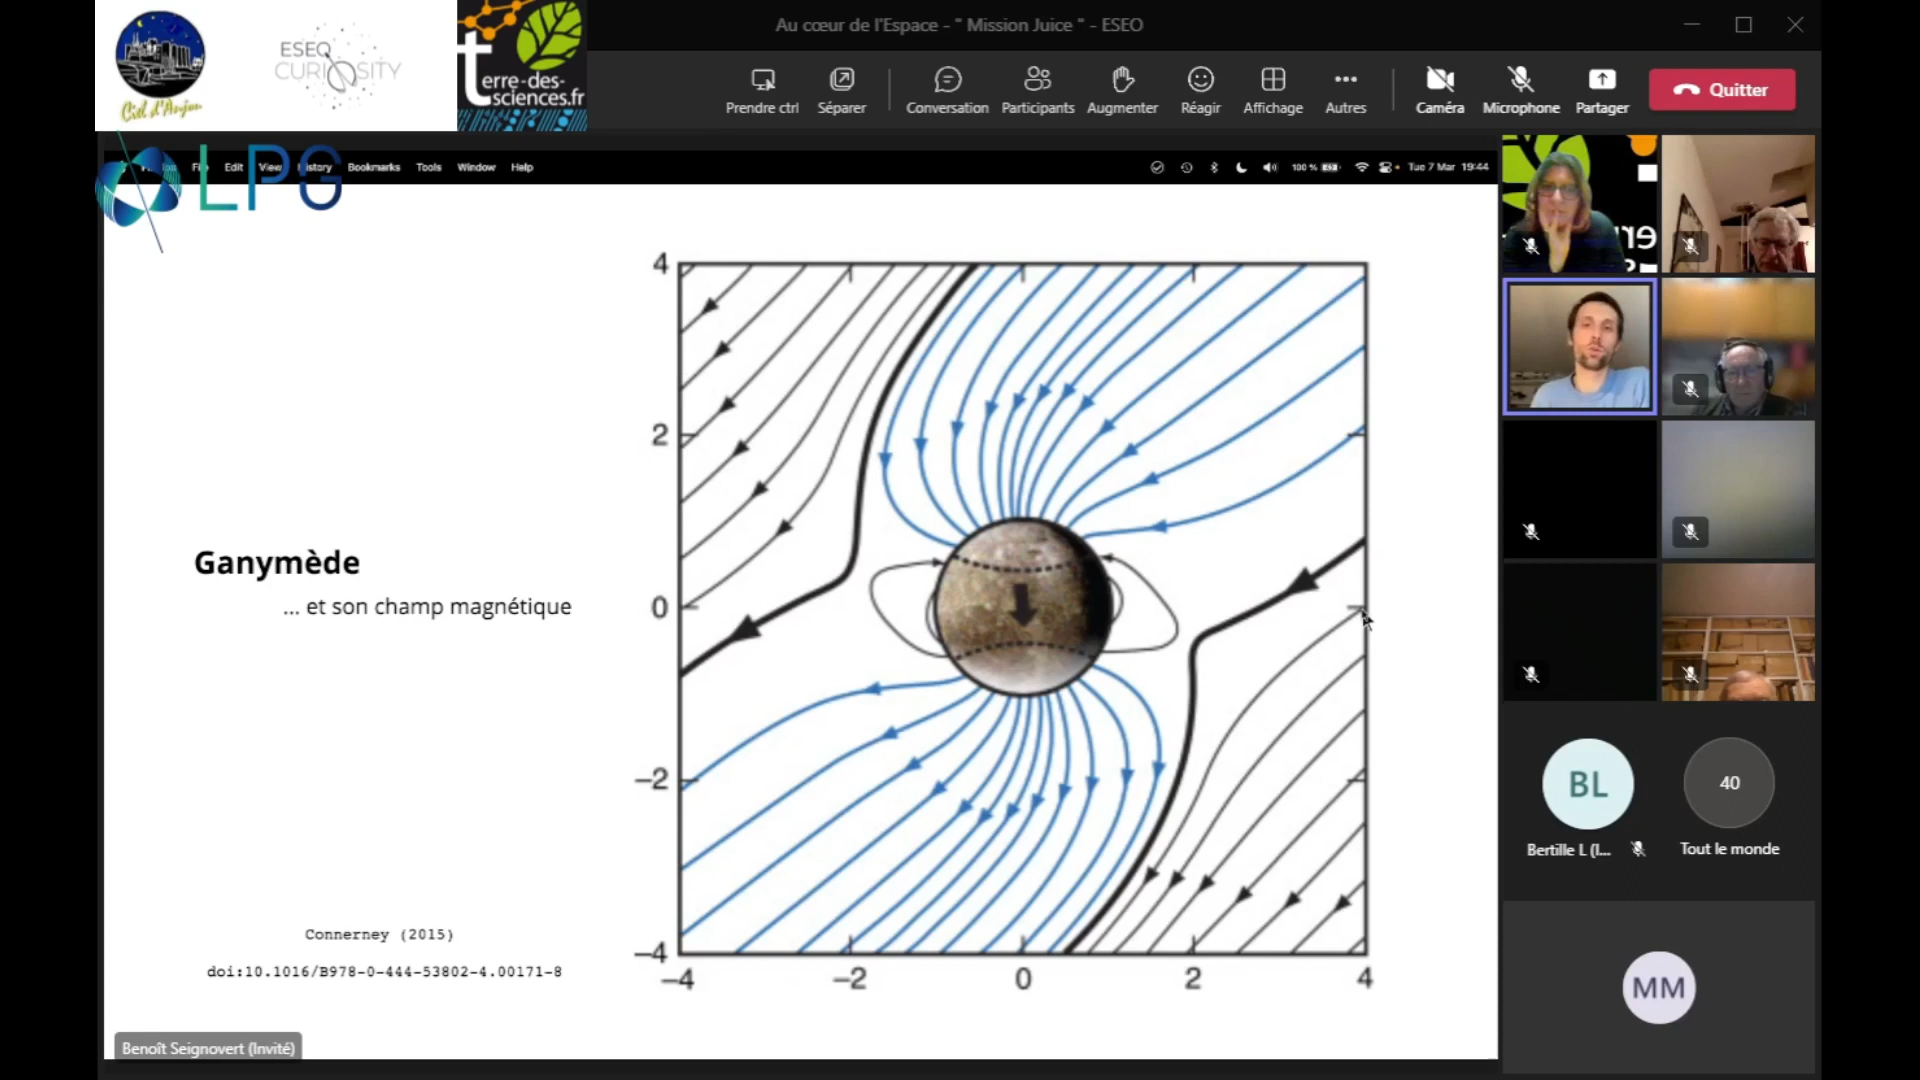 Au cœur de l'Espace - " Mission Juice " - ESEO
Ciel d'Anjou
ESEO
CURIOSITY
terre-des-
sciences.fr
Prendre ctrl
Séparer
Conversation
Participants
Augmenter
Réagir
Affichage
Autres
Caméra
Microphone
Partager
Quitter
LPG
Edit
View
History
Bookmarks
Tools
Window
Help
100 %
Tue 7 Mar 19:44
4
2
0
−2
−4
−4
−2
0
2
4
Ganymède
... et son champ magnétique
Connerney (2015)
doi:10.1016/B978-0-444-53802-4.00171-8
Benoît Seignovert (Invité)
BL
40
Bertille L (I...
Tout le monde
MM